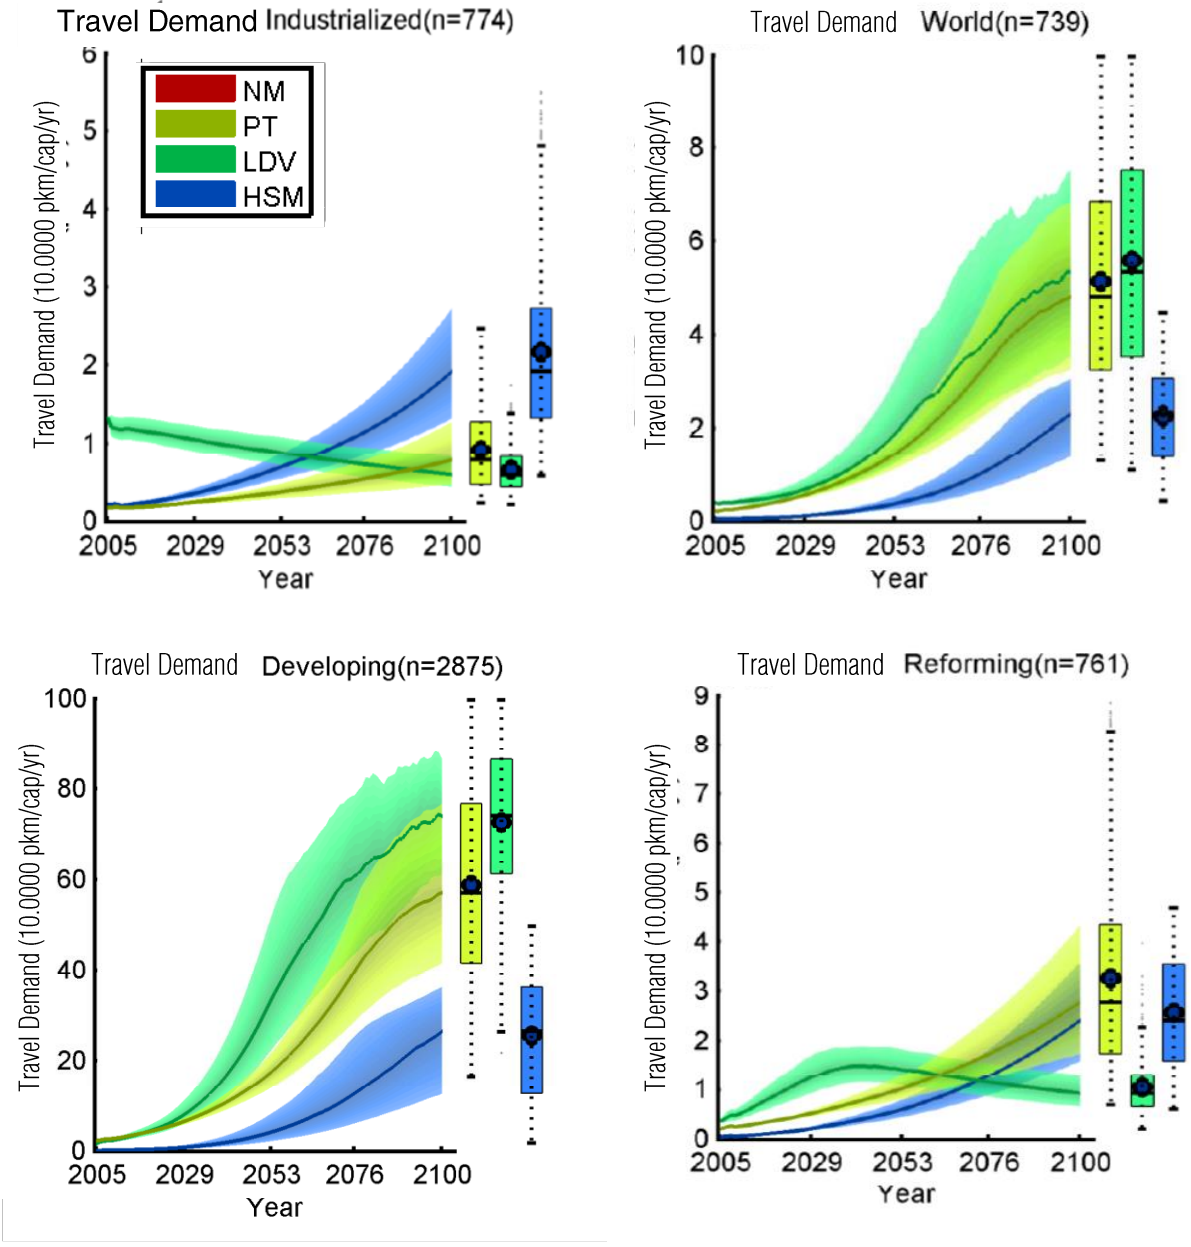 Travel Demand Industrialized(n=774)
Travel Demand (10.0000 pkm/cap/yr)
6
5
4
3
2
1
0
NM
PT
LDV
HSM
2005 2029 2053 2076 2100
Year
Travel Demand World(n=739)
Travel Demand (10.0000 pkm/cap/yr)
10
8
6
4
2
0
2005 2029 2053 2076 2100
Year
Travel Demand Developing(n=2875)
Travel Demand (10.0000 pkm/cap/yr)
100
80
60
40
20
0
2005 2029 2053 2076 2100
Year
Travel Demand Reforming(n=761)
Travel Demand (10.0000 pkm/cap/yr)
9
8
7
6
5
4
3
2
1
0
2005 2029 2053 2076 2100
Year